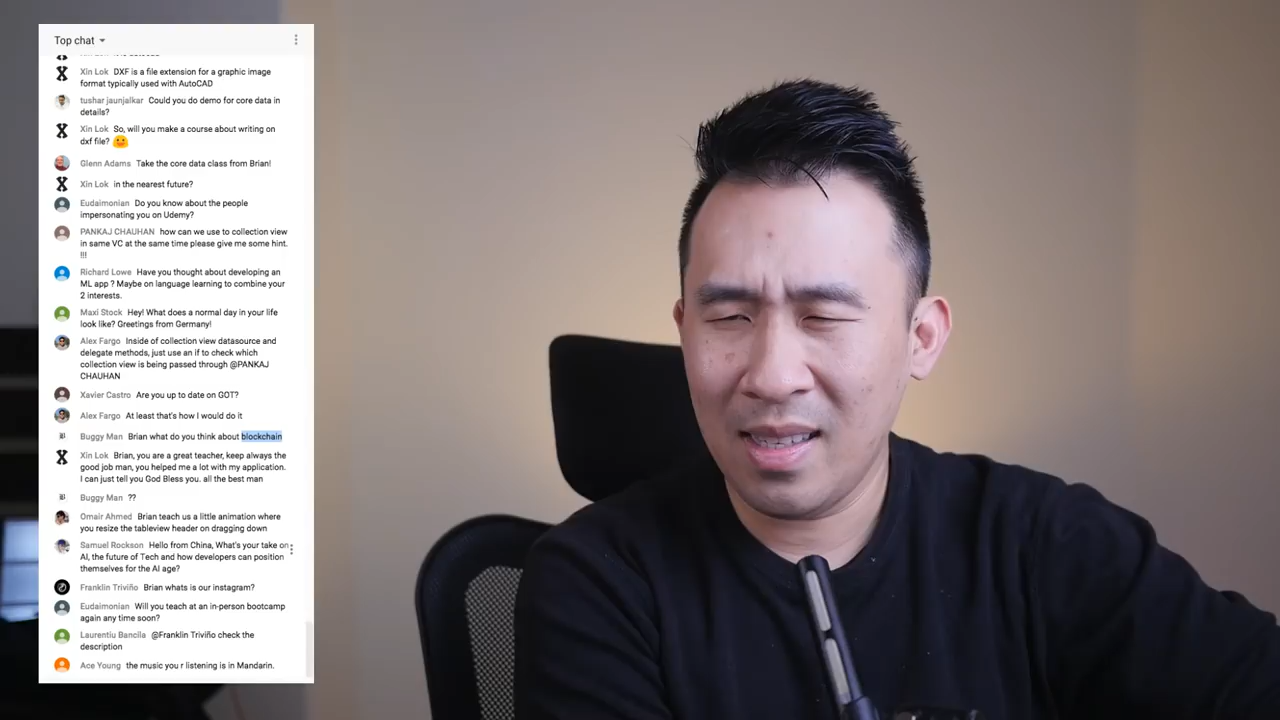 Top chat
Xin Lok DXF is a file extension for a graphic image
format typically used with AutoCAD
tushar jaunjalkar Could you do demo for core data in
details?
Xin Lok So, will you make a course about writing on
dxf file?
Glenn Adams Take the core data class from Brian!
Xin Lok in the nearest future?
Eudaimonian Do you know about the people
impersonating you on Udemy?
PANKAJ CHAUHAN how can we use to collection view
in same VC at the same time please give me some hint.
!!!
Richard Lowe Have you thought about developing an
ML app ? Maybe on language learning to combine your
2 interests.
Maxi Stock Hey! What does a normal day in your life
look like? Greetings from Germany!
Alex Fargo Inside of collection view datasource and
delegate methods, just use an if to check which
collection view is being passed through @PANKAJ
CHAUHAN
Xavier Castro Are you up to date on GOT?
Alex Fargo At least that's how I would do it
Buggy Man Brian what do you think about blockchain
Xin Lok Brian, you are a great teacher, keep always the
good job man, you helped me a lot with my application.
I can just tell you God Bless you. all the best man
Buggy Man ??
Omair Ahmed Brian teach us a little animation where
you resize the tableview header on dragging down
Samuel Rockson Hello from China, What's your take on
AI, the future of Tech and how developers can position
themselves for the AI age?
Franklin Triviño Brian whats is our instagram?
Eudaimonian Will you teach at an in-person bootcamp
again any time soon?
Laurentiu Bancila @Franklin Triviño check the
description
Ace Young the music you r listening is in Mandarin.